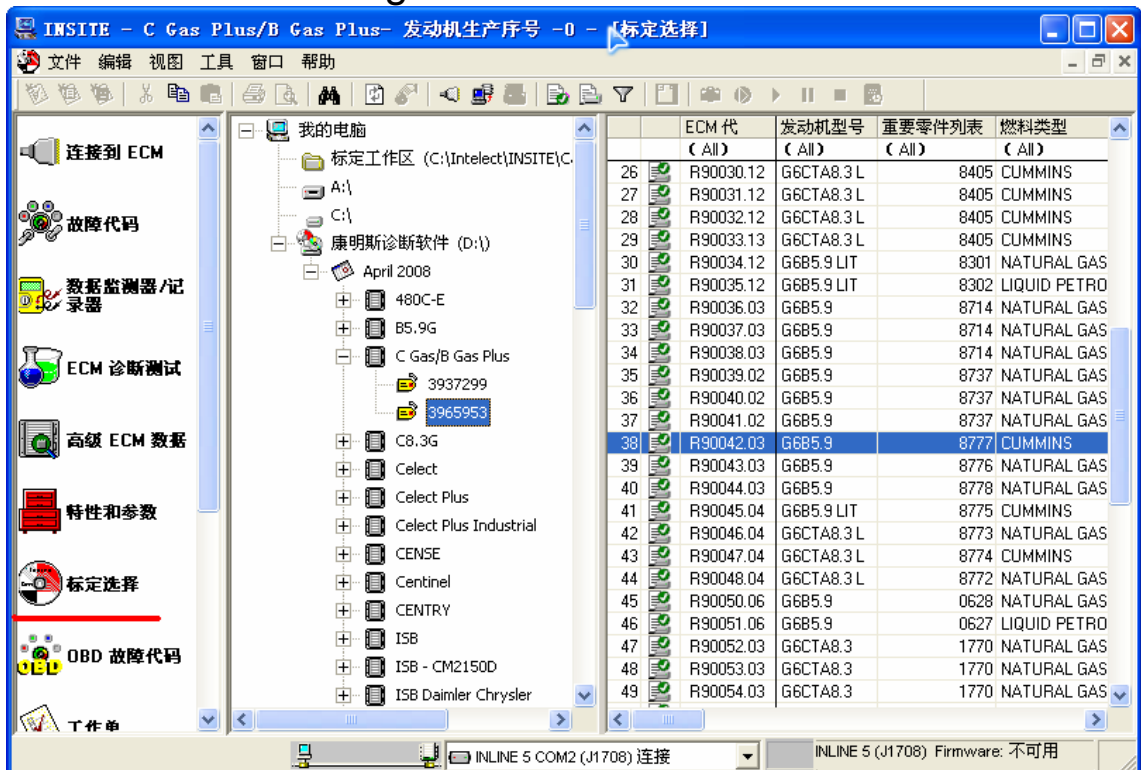 INSITE - C Gas Plus/B Gas Plus- 发动机生产序号 -0 - [标定选择]
文件 编辑 视图 工具 窗口 帮助
连接到 ECM
故障代码
数据监测器/记
录器
ECM 诊断测试
高级 ECM 数据
特性和参数
标定选择
OBD 故障代码
工作单
我的电脑
标定工作区 (C:\Intelect\INSITE\C
A:\
C:\
康明斯诊断软件 (D:\)
April 2008
480C-E
B5.9G
C Gas/B Gas Plus
3937299
3965953
C8.3G
Celect
Celect Plus
Celect Plus Industrial
CENSE
Centinel
CENTRY
ISB
ISB - CM2150D
ISB Daimler Chrysler
ECM 代 发动机型号 重要零件列表 燃料类型
(All) (All) (All) (All)
26 R90030.12 G6CTA8.3 L 8405 CUMMINS
27 R90031.12 G6CTA8.3 L 8405 CUMMINS
28 R90032.12 G6CTA8.3 L 8405 CUMMINS
29 R90033.13 G6CTA8.3 L 8405 CUMMINS
30 R90034.12 G6B5.9 LIT 8301 NATURAL GAS
31 R90035.12 G6B5.9 LIT 8302 LIQUID PETRO
32 R90036.03 G6B5.9 8714 NATURAL GAS
33 R90037.03 G6B5.9 8714 NATURAL GAS
34 R90038.03 G6B5.9 8714 NATURAL GAS
35 R90039.02 G6B5.9 8737 NATURAL GAS
36 R90040.02 G6B5.9 8737 NATURAL GAS
37 R90041.02 G6B5.9 8737 NATURAL GAS
38 R90042.03 G6B5.9 8777 CUMMINS
39 R90043.03 G6B5.9 8776 NATURAL GAS
40 R90044.03 G6B5.9 8778 NATURAL GAS
41 R90045.04 G6B5.9 LIT 8775 CUMMINS
42 R90046.04 G6CTA8.3 L 8773 NATURAL GAS
43 R90047.04 G6CTA8.3 L 8774 CUMMINS
44 R90048.04 G6CTA8.3 L 8772 NATURAL GAS
45 R90050.06 G6B5.9 0628 NATURAL GAS
46 R90051.06 G6B5.9 0627 LIQUID PETRO
47 R90052.03 G6CTA8.3 1770 NATURAL GAS
48 R90053.03 G6CTA8.3 1770 NATURAL GAS
49 R90054.03 G6CTA8.3 1770 NATURAL GAS
INLINE 5 COM2 (J1708) 连接
INLINE 5 (J1708) Firmware: 不可用